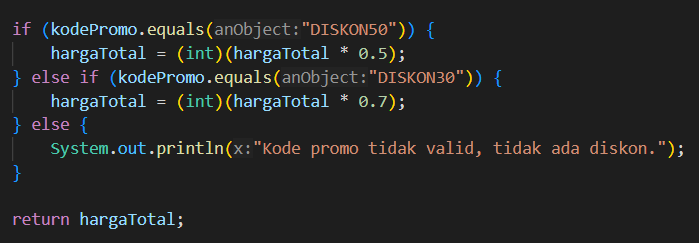 if (kodePromo.equals(anObject:"DISKON50")) {
    hargaTotal = (int)(hargaTotal * 0.5);
} else if (kodePromo.equals(anObject:"DISKON30")) {
    hargaTotal = (int)(hargaTotal * 0.7);
} else {
    System.out.println(x:"Kode promo tidak valid, tidak ada diskon.");
}
return hargaTotal;